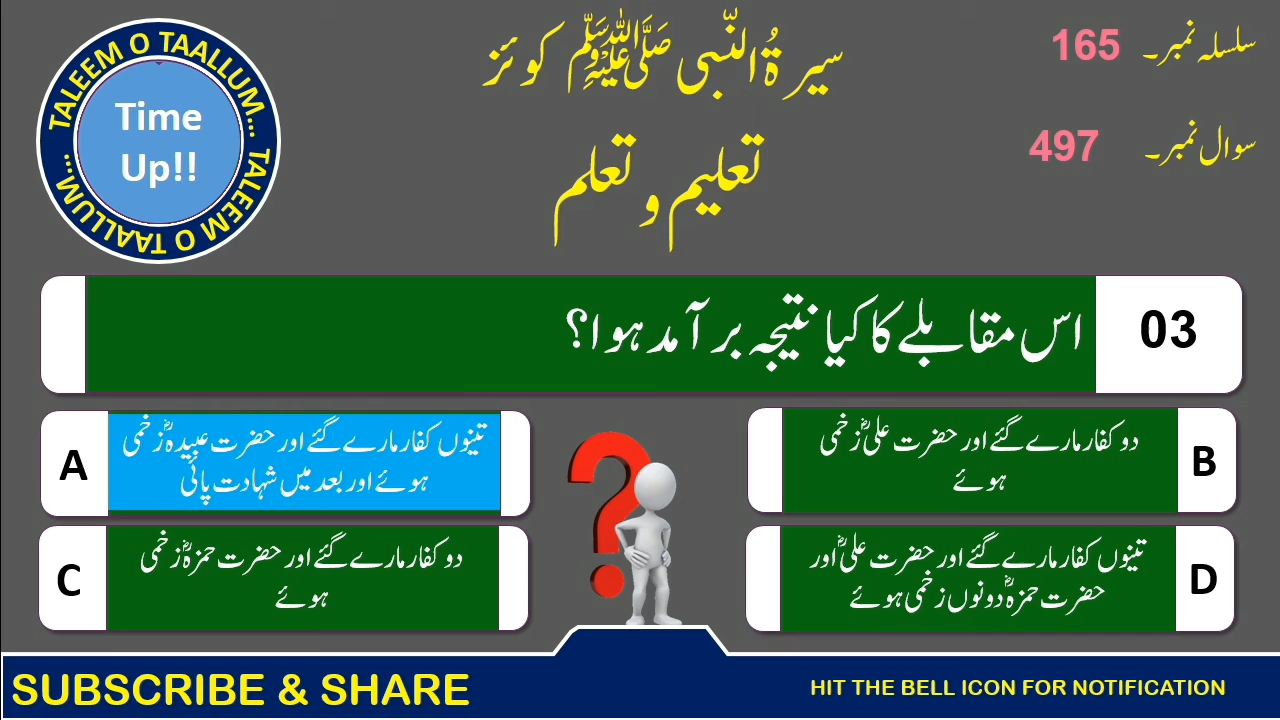 TALEEM O TAALLUM... TALEEM O TAALLUM...
Time
Up!!
سیرۃُ النّبی ﷺ کوئز
تعلیم و تعلم
سلسلہ نمبر۔ 165
سوال نمبر۔ 497
03 اس مقابلے کا کیا نتیجہ برآمد ہوا؟
A تینوں کفار مارے گئے اور حضرت عبیدہؓ زخمی
ہوئے اور بعد میں شہادت پائی
B دو کفار مارے گئے اور حضرت علیؓ زخمی
ہوئے
C دو کفار مارے گئے اور حضرت حمزہؓ زخمی
ہوئے
D تینوں کفار مارے گئے اور حضرت علیؓ اور
حضرت حمزہؓ دونوں زخمی ہوئے
SUBSCRIBE & SHARE
HIT THE BELL ICON FOR NOTIFICATION